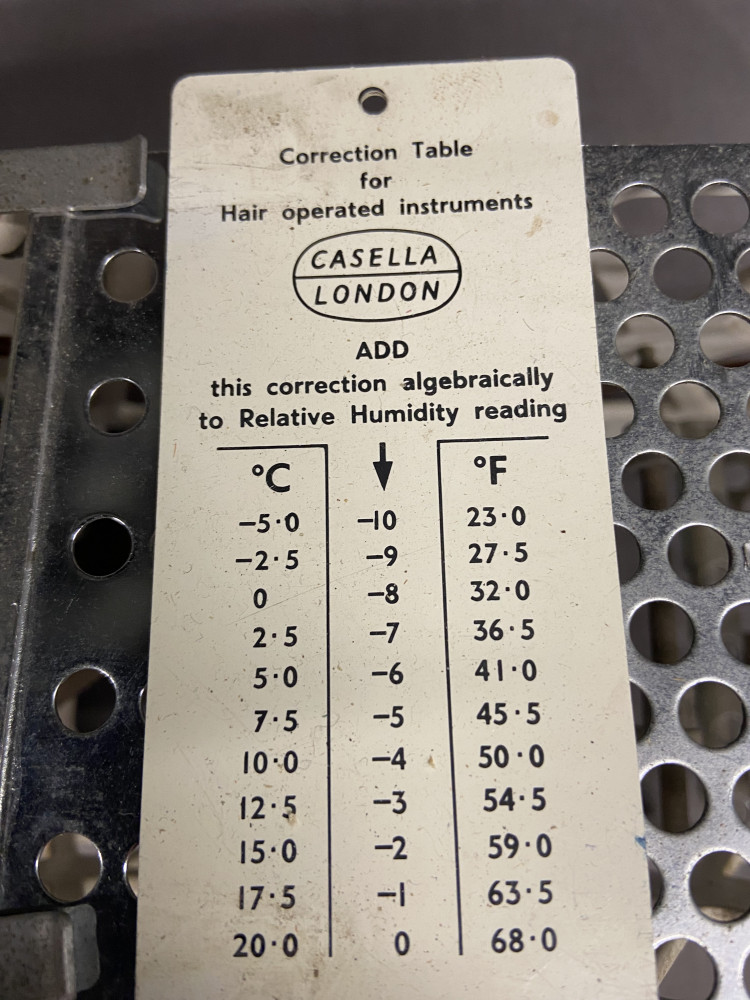 Correction Table
for
Hair operated instruments
CASELLA
LONDON
ADD
this correction algebraically
to Relative Humidity reading
°C ↓ °F
−5·0 −10 23·0
−2·5 −9 27·5
0 −8 32·0
2·5 −7 36·5
5·0 −6 41·0
7·5 −5 45·5
10·0 −4 50·0
12·5 −3 54·5
15·0 −2 59·0
17·5 −1 63·5
20·0 0 68·0